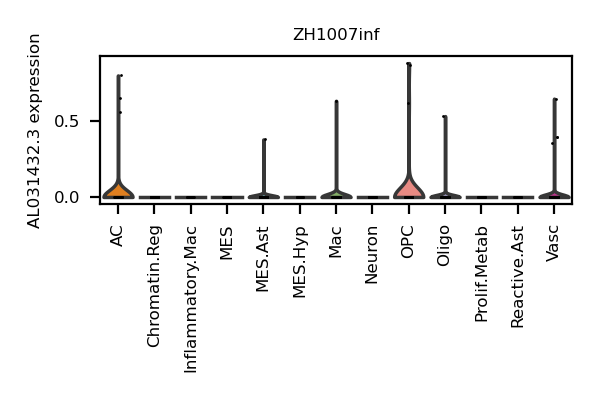 ZH1007inf
AL031432.3 expression
0.5
0.0
AC
Chromatin.Reg
Inflammatory.Mac
MES
MES.Ast
MES.Hyp
Mac
Neuron
OPC
Oligo
Prolif.Metab
Reactive.Ast
Vasc